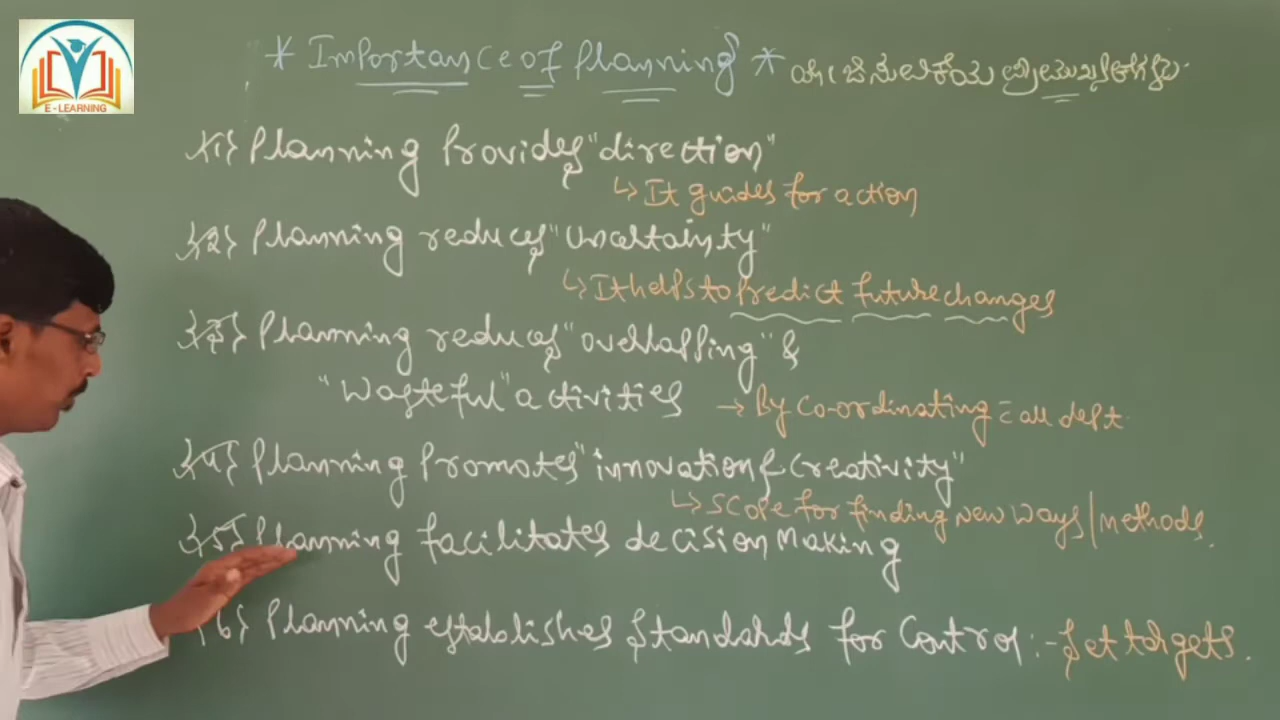 E-LEARNING
* Importance of Planning *
1} Planning Provides "direction"
↳ It guides for action
2} Planning reduces "Uncertainty"
↳ It helps to Predict future changes
3} Planning reduces "overlapping" &
"Wasteful" activities → By Co-ordinating = all dept.
4} Planning Promotes "innovation & Creativity"
↳ scope for finding New ways/methods.
5} Planning facilitates decision Making
6} Planning establishes Standards for Control :- Set targets.